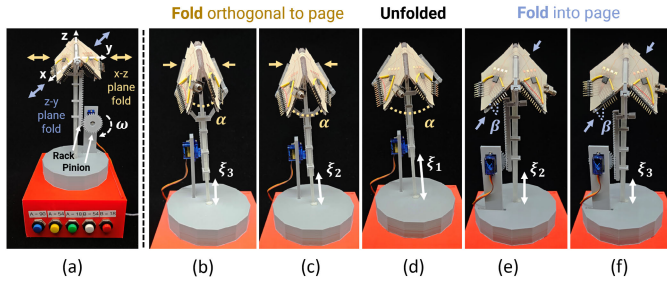 Fold orthogonal to page
Unfolded
Fold into page
z
y
x
x-z
plane
fold
z-y
plane
fold
ω
Rack
Pinion
α
ξ3
α
ξ2
α
ξ1
β
ξ2
β
ξ3
(a)
(b)
(c)
(d)
(e)
(f)